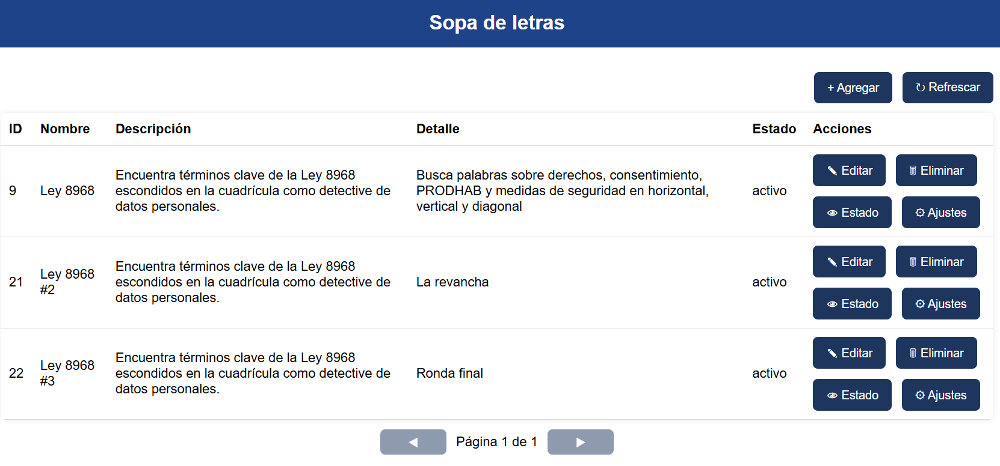 Sopa de letras
+ Agregar ↻ Refrescar
ID Nombre Descripción Detalle Estado Acciones
9 Ley 8968
Encuentra términos clave de la Ley 8968
escondidos en la cuadrícula como detective de
datos personales.
Busca palabras sobre derechos, consentimiento,
PRODHAB y medidas de seguridad en horizontal,
vertical y diagonal
activo
Editar Eliminar
Estado Ajustes
21
Ley 8968
#2
Encuentra términos clave de la Ley 8968
escondidos en la cuadrícula como detective de
datos personales.
La revancha
activo
Editar Eliminar
Estado Ajustes
22
Ley 8968
#3
Encuentra términos clave de la Ley 8968
escondidos en la cuadrícula como detective de
datos personales.
Ronda final
activo
Editar Eliminar
Estado Ajustes
◀ Página 1 de 1 ▶